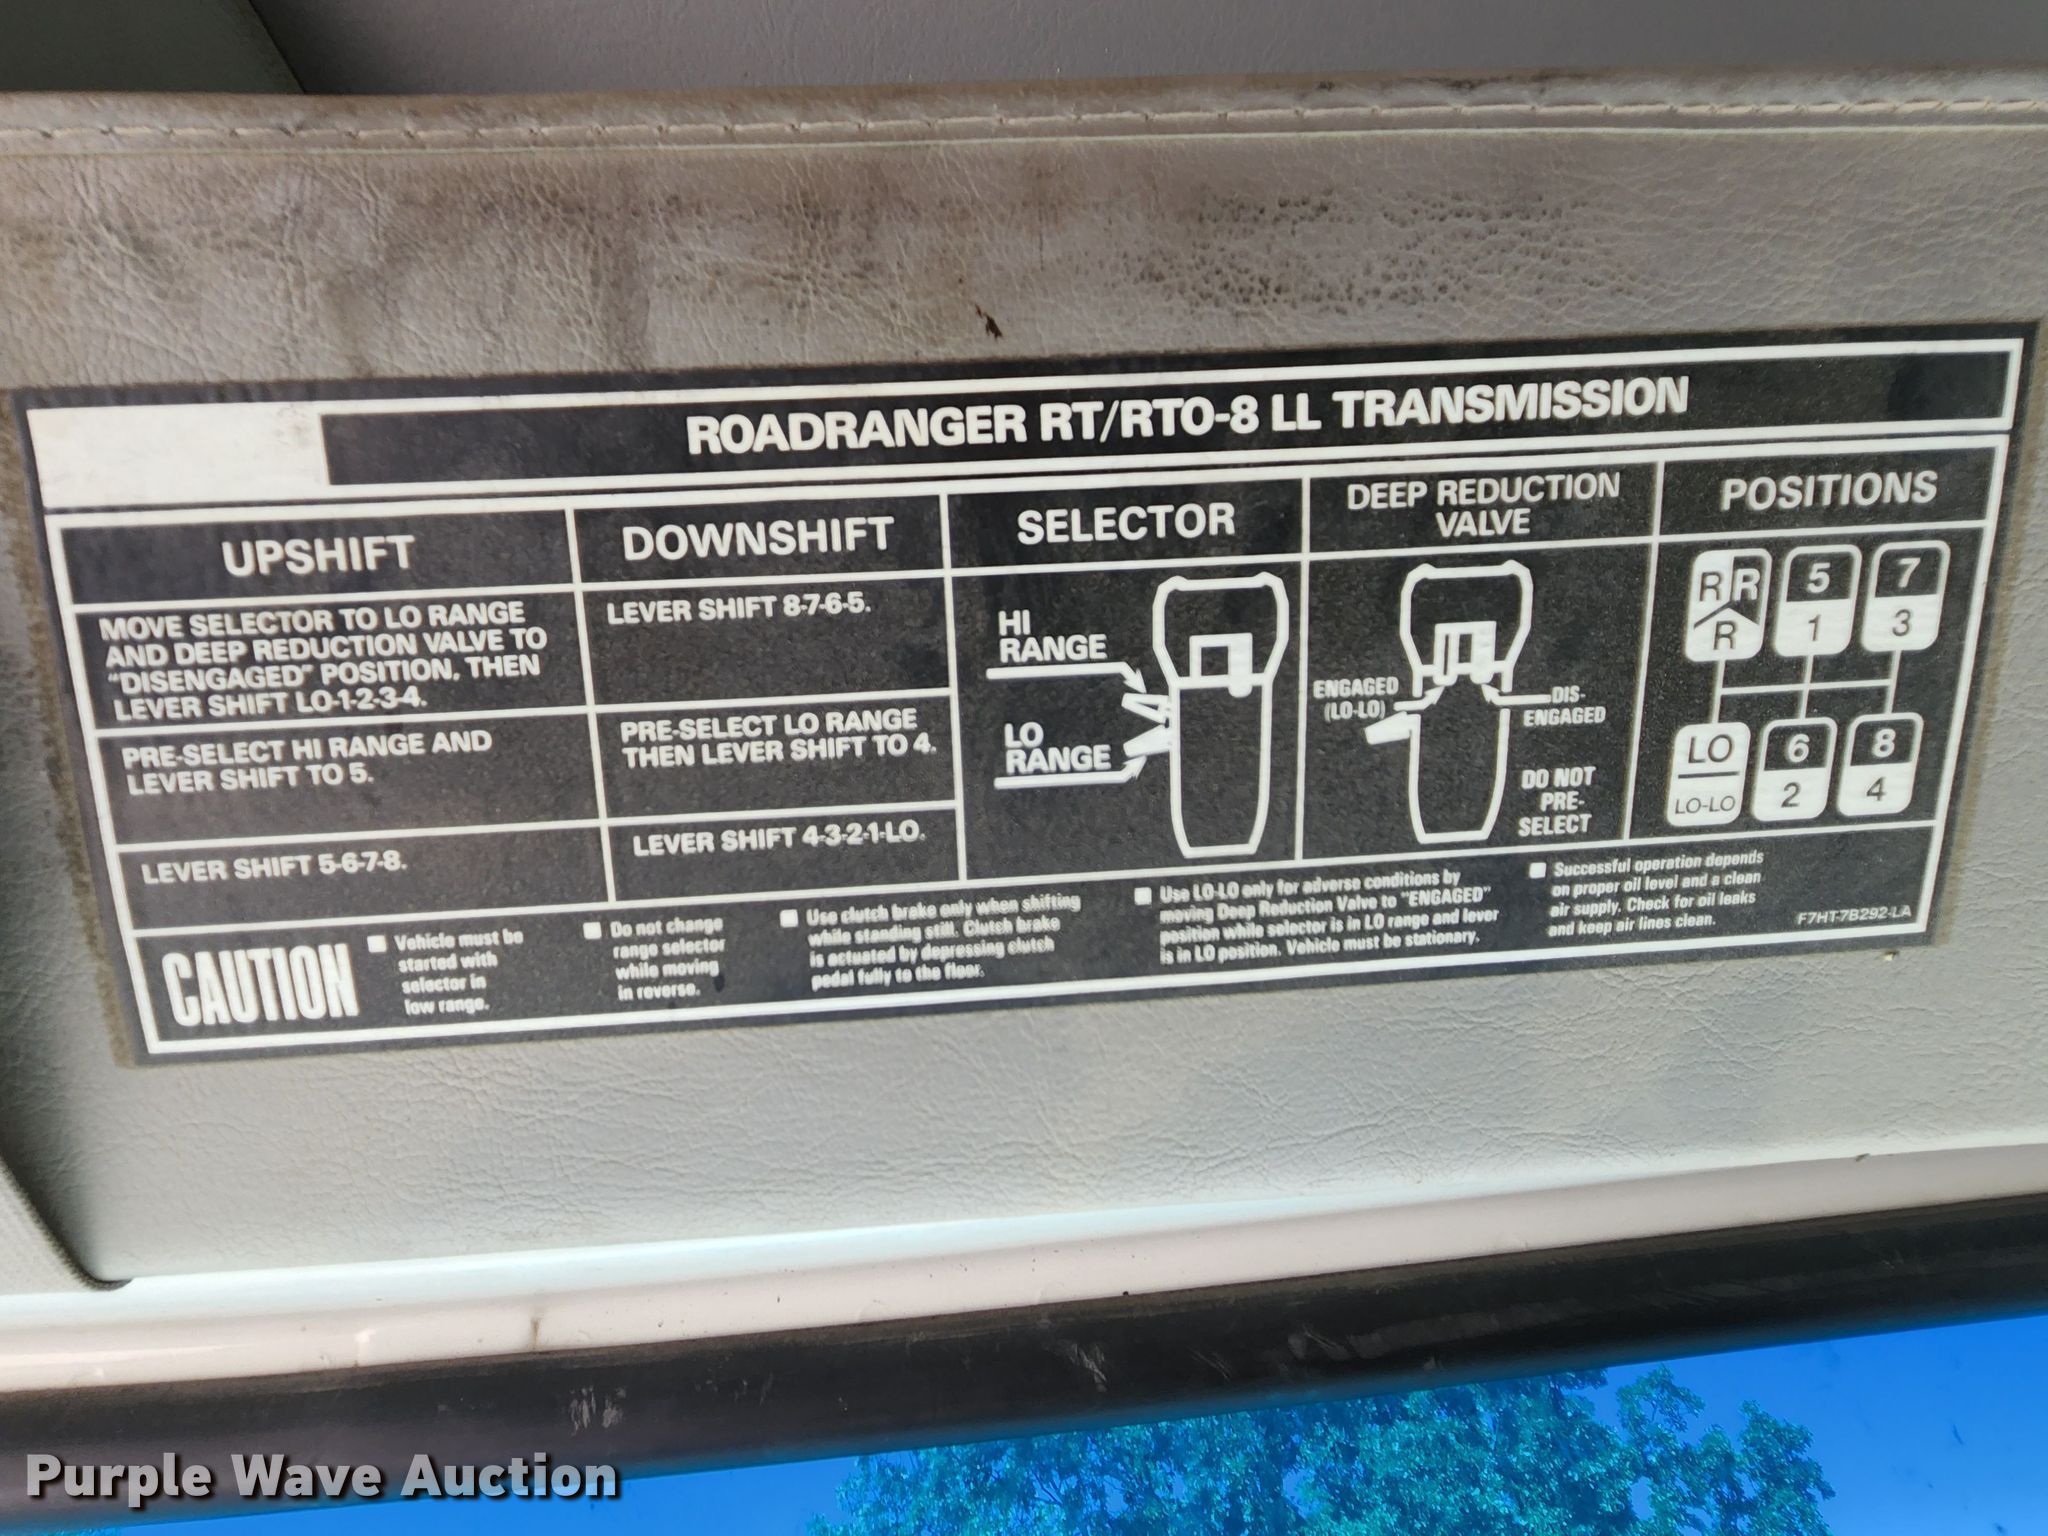 ROADRANGER RT/RTO-8 LL TRANSMISSION
UPSHIFT
MOVE SELECTOR TO LO RANGE
AND DEEP REDUCTION VALVE TO
"DISENGAGED" POSITION, THEN
LEVER SHIFT LO-1-2-3-4.
PRE-SELECT HI RANGE AND
LEVER SHIFT TO 5.
LEVER SHIFT 5-6-7-8.
DOWNSHIFT
LEVER SHIFT 8-7-6-5.
PRE-SELECT LO RANGE
THEN LEVER SHIFT TO 4.
LEVER SHIFT 4-3-2-1-LO.
SELECTOR
HI
RANGE
LO
RANGE
DEEP REDUCTION
VALVE
ENGAGED
(LO-LO)
DIS-
ENGAGED
DO NOT
PRE-
SELECT
POSITIONS
R R 5 7
R 1 3
LO 6 8
LO-LO 2 4
CAUTION
Vehicle must be
started with
selector in
low range.
Do not change
range selector
while moving
in reverse.
Use clutch brake only when shifting
while standing still. Clutch brake
is actuated by depressing clutch
pedal fully to the floor.
Use LO-LO only for adverse conditions by
moving Deep Reduction Valve to "ENGAGED"
position while selector is in LO range and lever
is in LO position. Vehicle must be stationary.
Successful operation depends
on proper oil level and a clean
air supply. Check for oil leaks
and keep air lines clean.
F7HT-7B292-LA
Purple Wave Auction